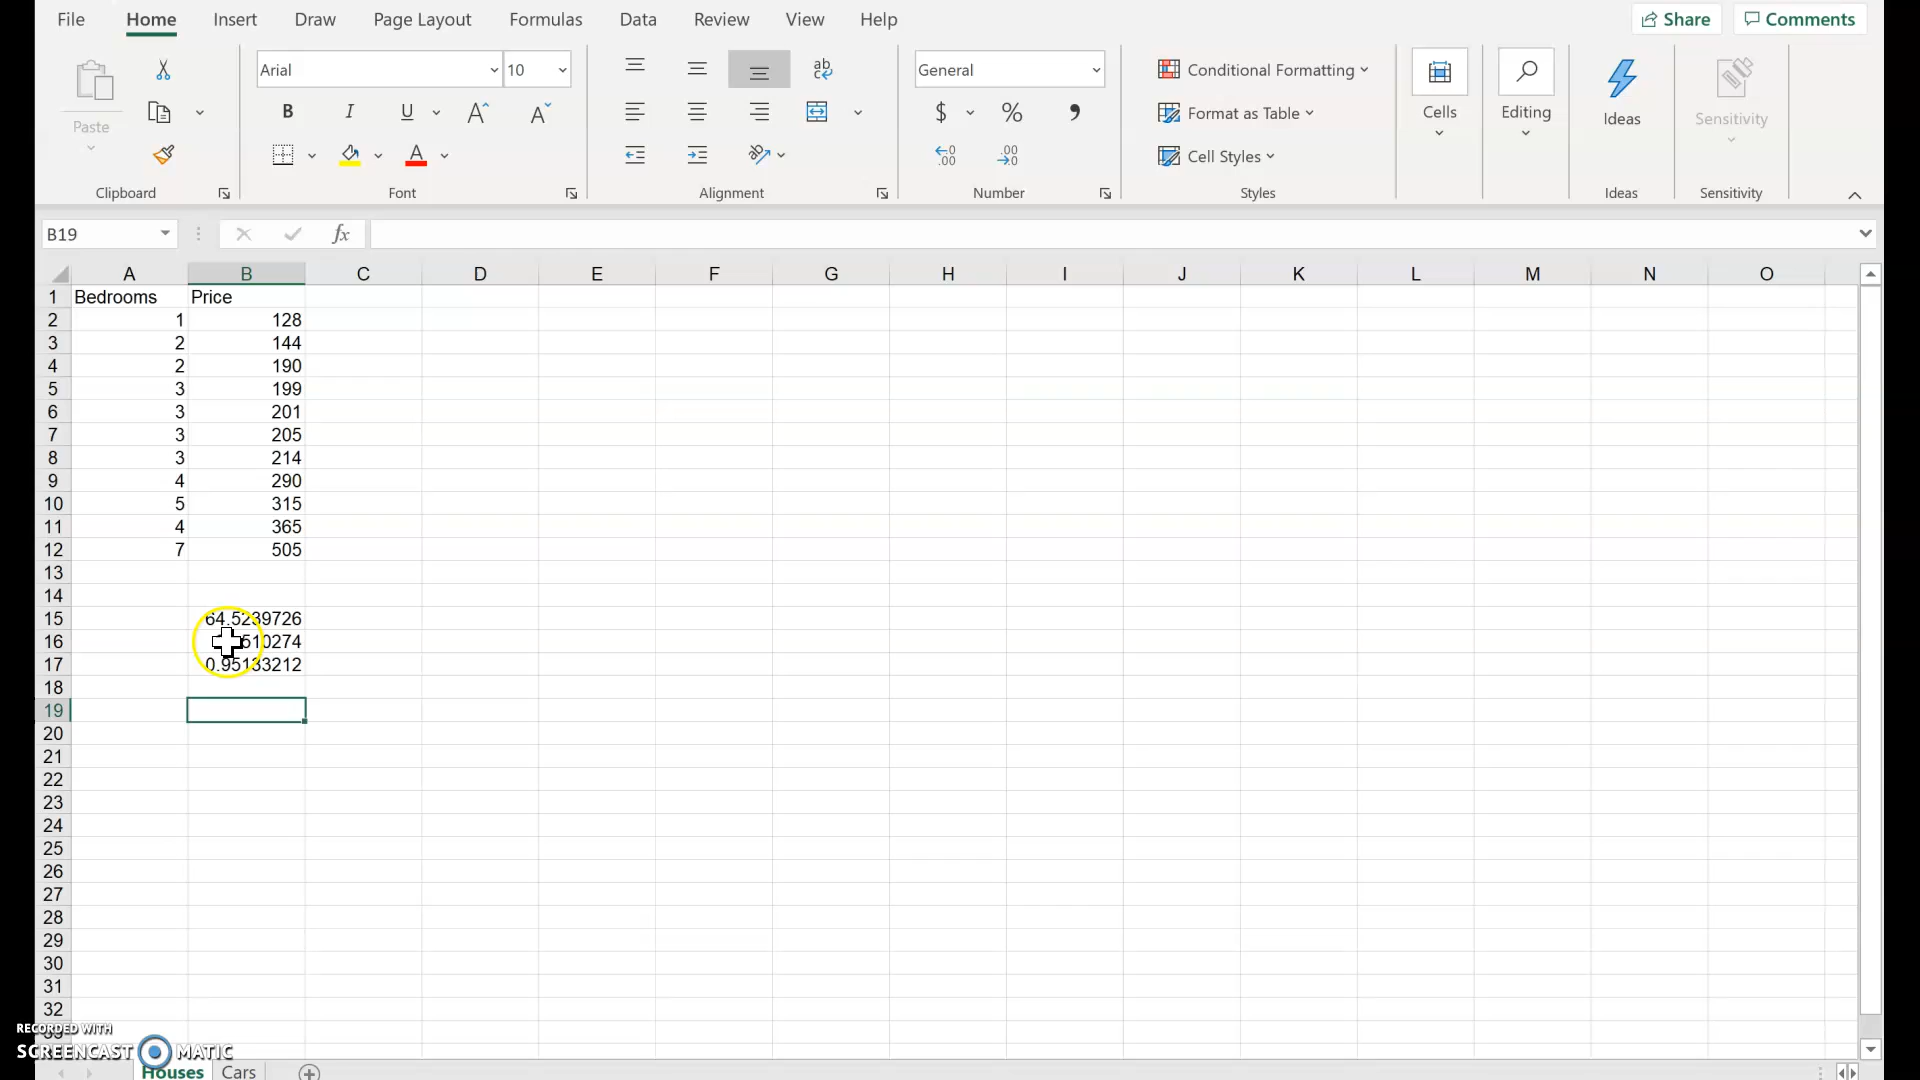 File Home Insert Draw Page Layout Formulas Data Review View Help Share Comments
Arial 10 General Conditional Formatting
Paste B I U A A $ % Format as Table Cells Editing Ideas Sensitivity
A Cell Styles
Clipboard Font Alignment Number Styles Ideas Sensitivity
B19 fx
A B C D E F G H I J K L M N O
1 Bedrooms Price
2 1 128
3 2 144
4 2 190
5 3 199
6 3 201
7 3 205
8 3 214
9 4 290
10 5 315
11 4 365
12 7 505
13
14
15 64.5239726
16 510274
17 0.95133212
18
19
20
21
22
23
24
25
26
27
28
29
30
31
32
RECORDED WITH
SCREENCAST MATIC
Houses Cars